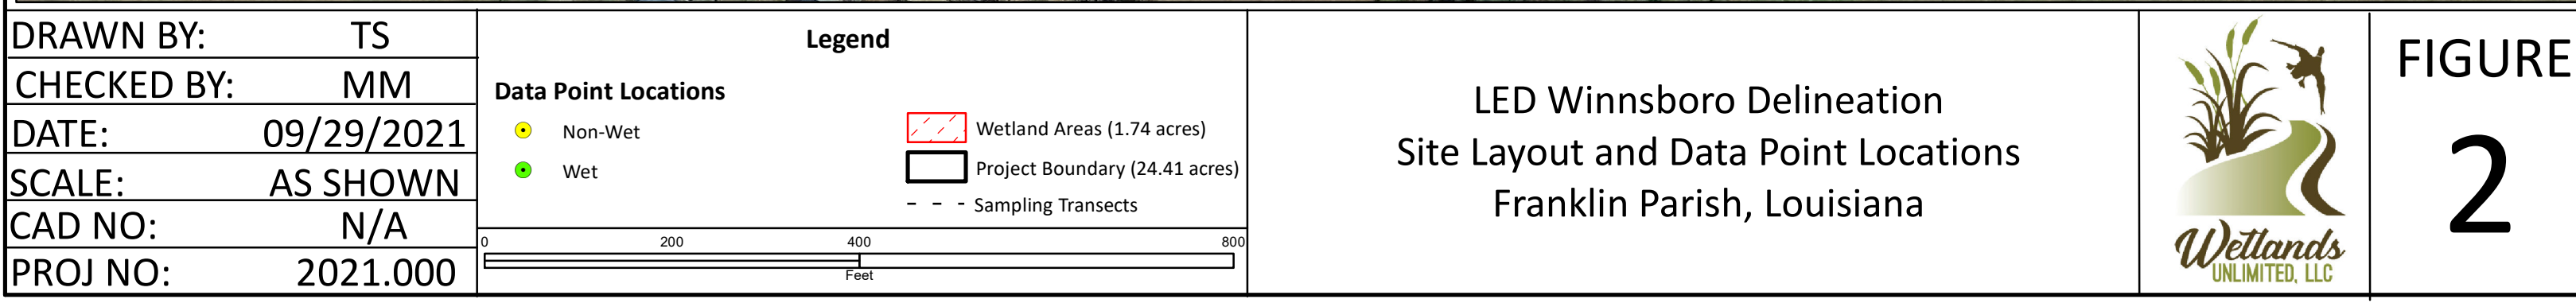 DRAWN BY: TS
CHECKED BY: MM
DATE: 09/29/2021
SCALE: AS SHOWN
CAD NO: N/A
PROJ NO: 2021.000
Legend
Data Point Locations
Non-Wet
Wet
Wetland Areas (1.74 acres)
Project Boundary (24.41 acres)
Sampling Transects
0 200 400 800
Feet
LED Winnsboro Delineation
Site Layout and Data Point Locations
Franklin Parish, Louisiana
Wetlands
UNLIMITED, LLC
FIGURE
2